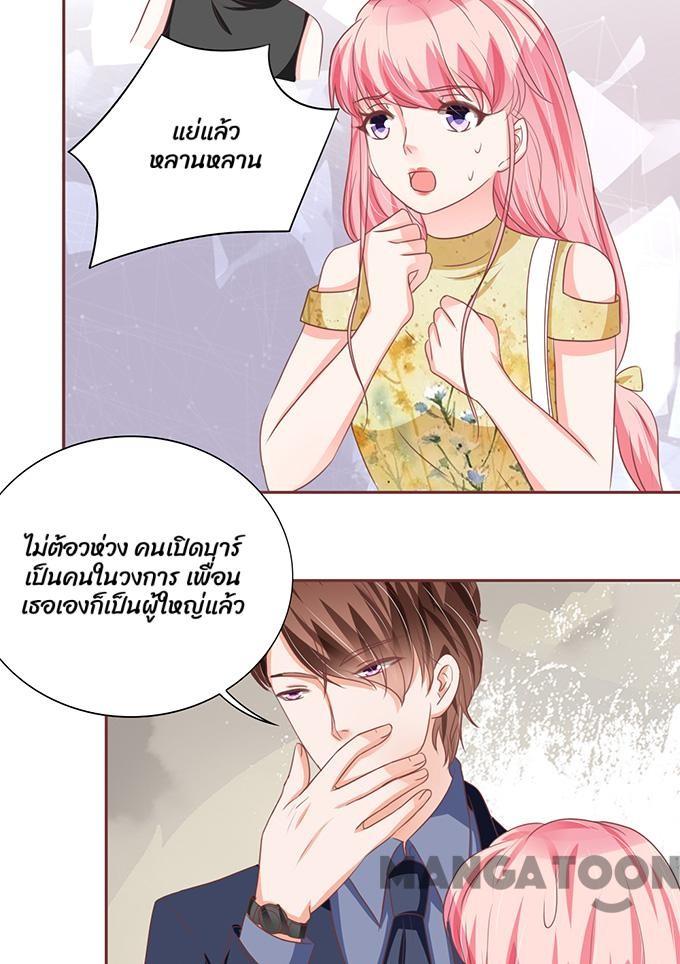 แย่แล้ว
หลานหลาน
ไม่ต้อวห่วง คนเปิดบาร์
เป็นคนในวงการ เพื่อน
เธอเองก็เป็นผู้ใหญ่แล้ว
MANGATOON